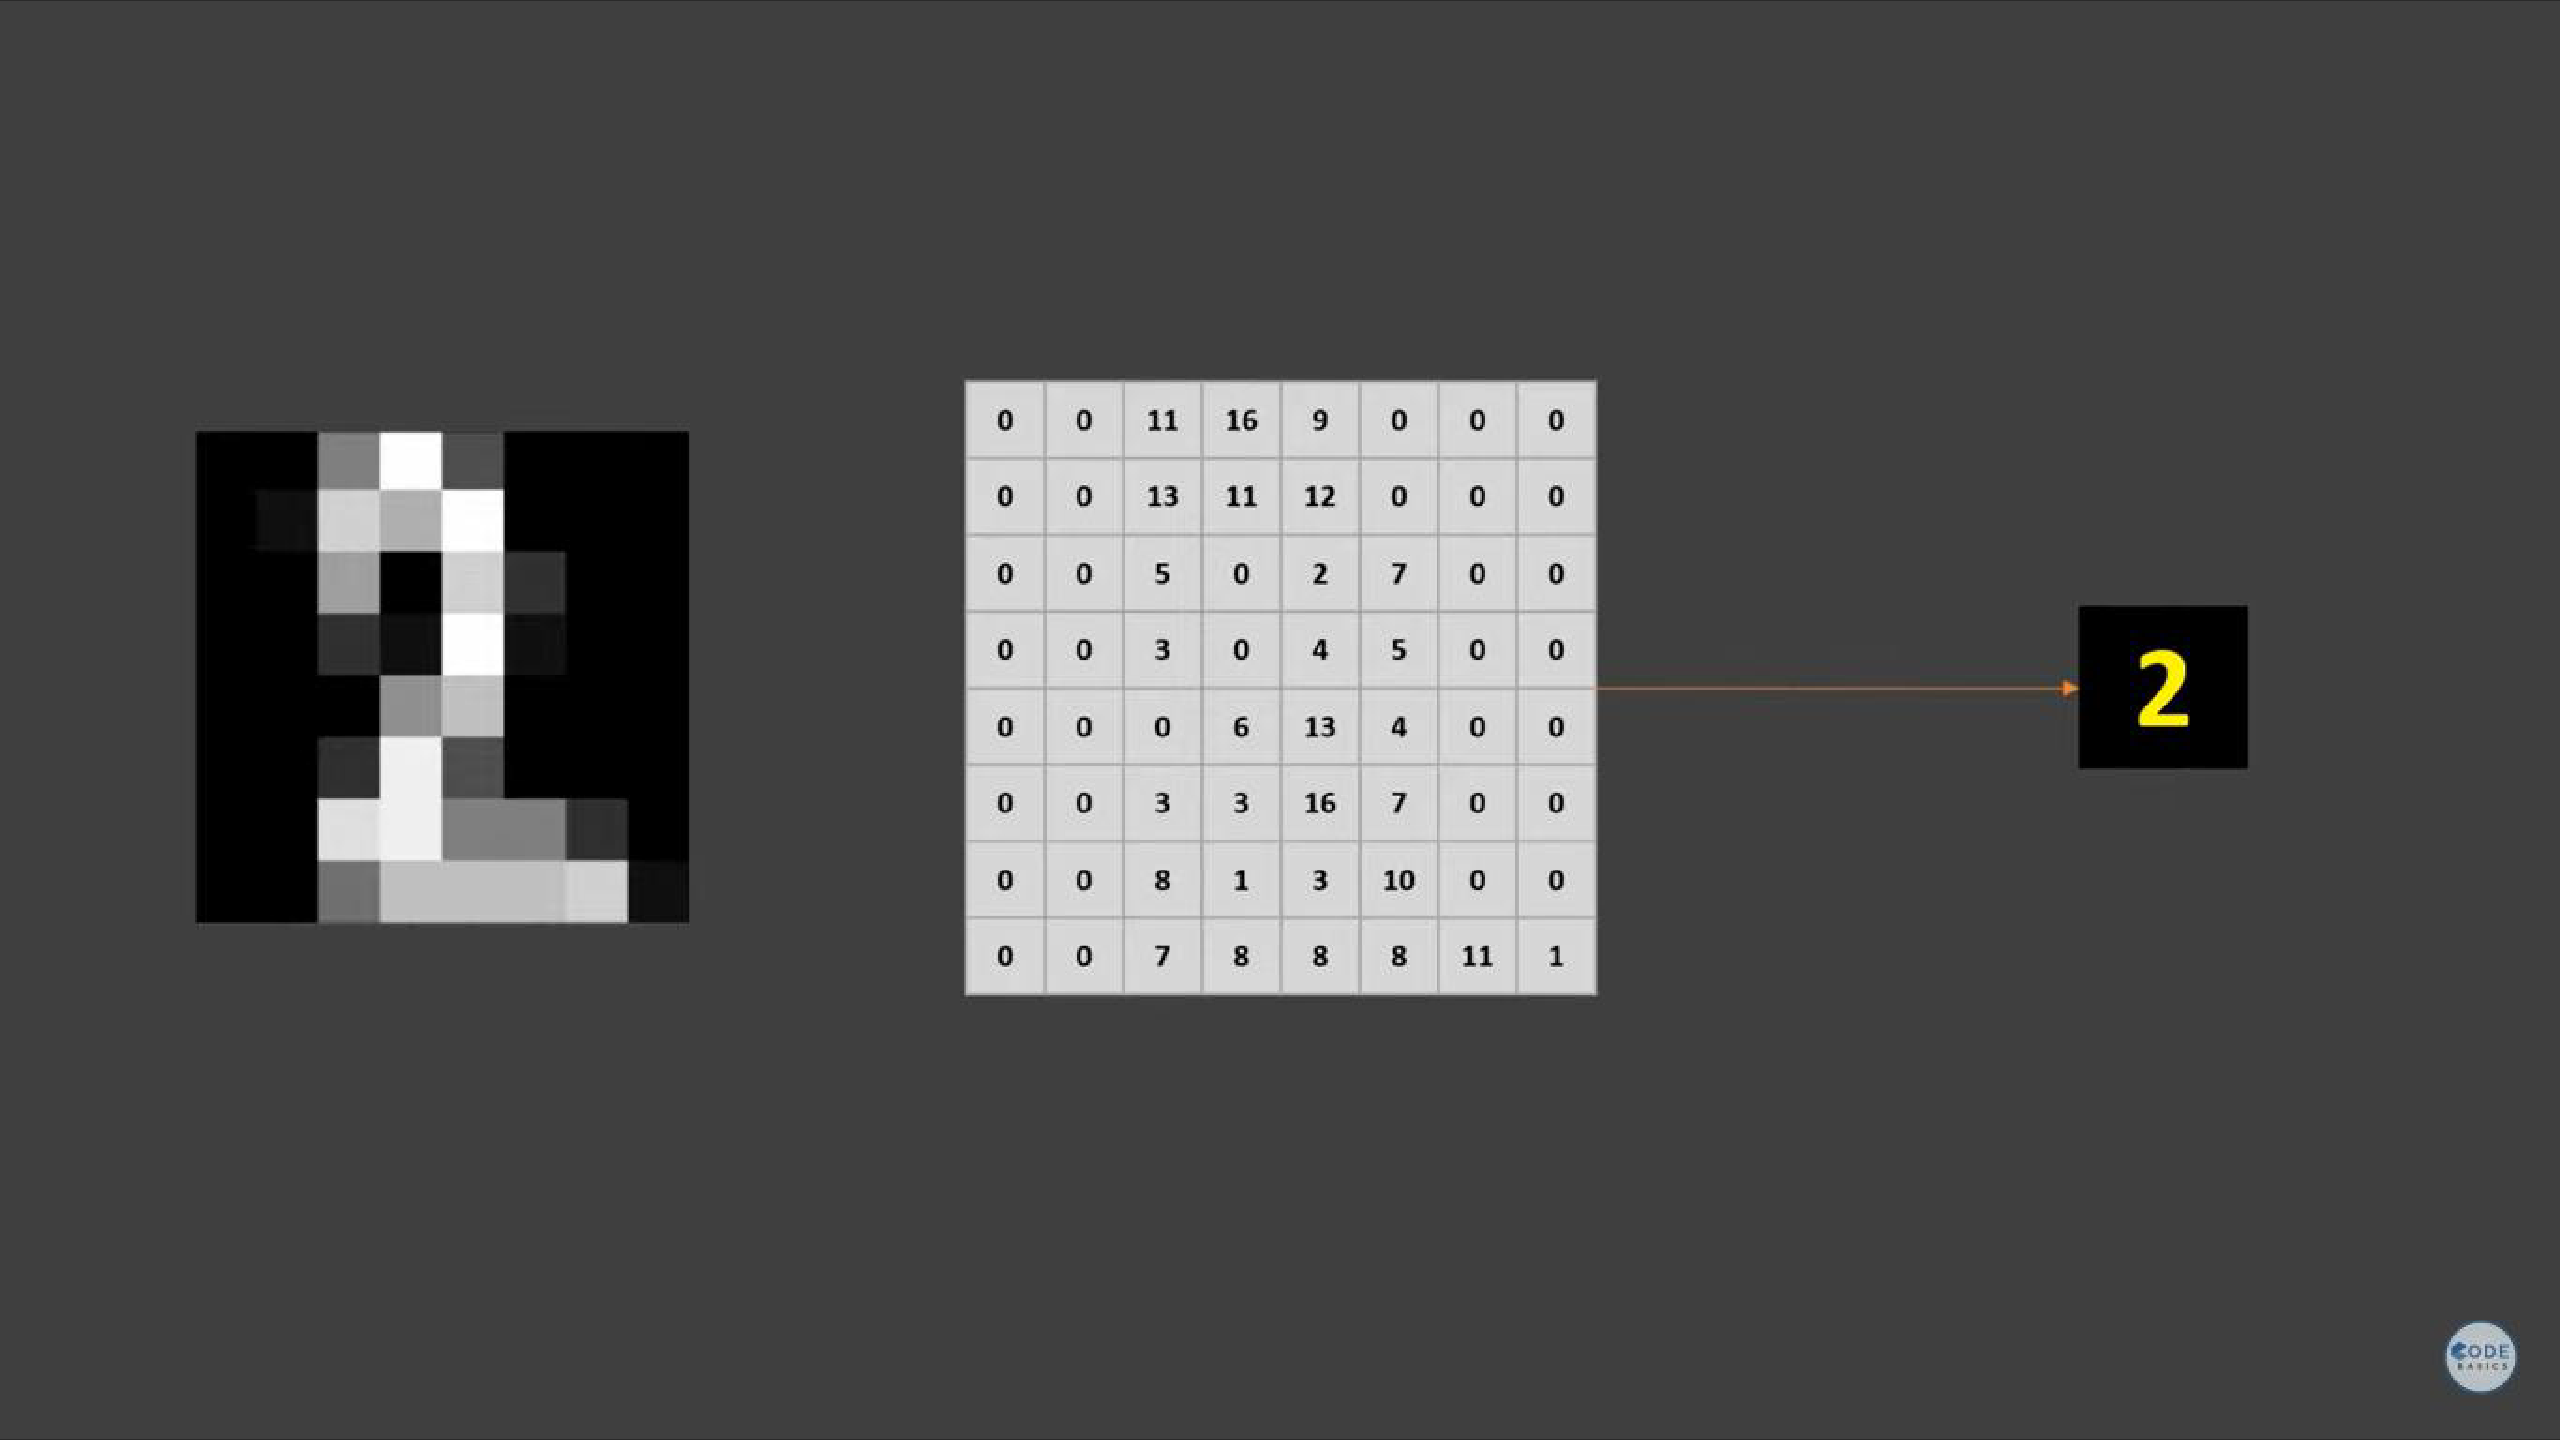 0 0 11 16 9 0 0 0
0 0 13 11 12 0 0 0
0 0 5 0 2 7 0 0
0 0 3 0 4 5 0 0
0 0 0 6 13 4 0 0
0 0 3 3 16 7 0 0
0 0 8 1 3 10 0 0
0 0 7 8 8 8 11 1
2
CODE
BASICS